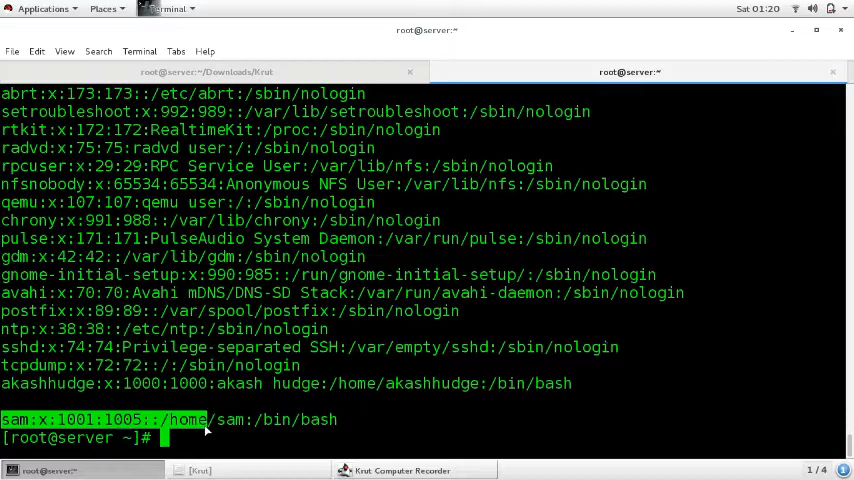 Applications Places Terminal Sat 01:20
root@server:~
File Edit View Search Terminal Tabs Help
root@server:~/Downloads/Krut × root@server:~ ×
abrt:x:173:173::/etc/abrt:/sbin/nologin
setroubleshoot:x:992:989::/var/lib/setroubleshoot:/sbin/nologin
rtkit:x:172:172:RealtimeKit:/proc:/sbin/nologin
radvd:x:75:75:radvd user:/:/sbin/nologin
rpcuser:x:29:29:RPC Service User:/var/lib/nfs:/sbin/nologin
nfsnobody:x:65534:65534:Anonymous NFS User:/var/lib/nfs:/sbin/nologin
qemu:x:107:107:qemu user:/:/sbin/nologin
chrony:x:991:988::/var/lib/chrony:/sbin/nologin
pulse:x:171:171:PulseAudio System Daemon:/var/run/pulse:/sbin/nologin
gdm:x:42:42::/var/lib/gdm:/sbin/nologin
gnome-initial-setup:x:990:985::/run/gnome-initial-setup/:/sbin/nologin
avahi:x:70:70:Avahi mDNS/DNS-SD Stack:/var/run/avahi-daemon:/sbin/nologin
postfix:x:89:89::/var/spool/postfix:/sbin/nologin
ntp:x:38:38::/etc/ntp:/sbin/nologin
sshd:x:74:74:Privilege-separated SSH:/var/empty/sshd:/sbin/nologin
tcpdump:x:72:72::/:/sbin/nologin
akashhudge:x:1000:1000:akash hudge:/home/akashhudge:/bin/bash
sam:x:1001:1005::/home/sam:/bin/bash
[root@server ~]#
root@server:~ [Krut] Krut Computer Recorder 1 / 4 1